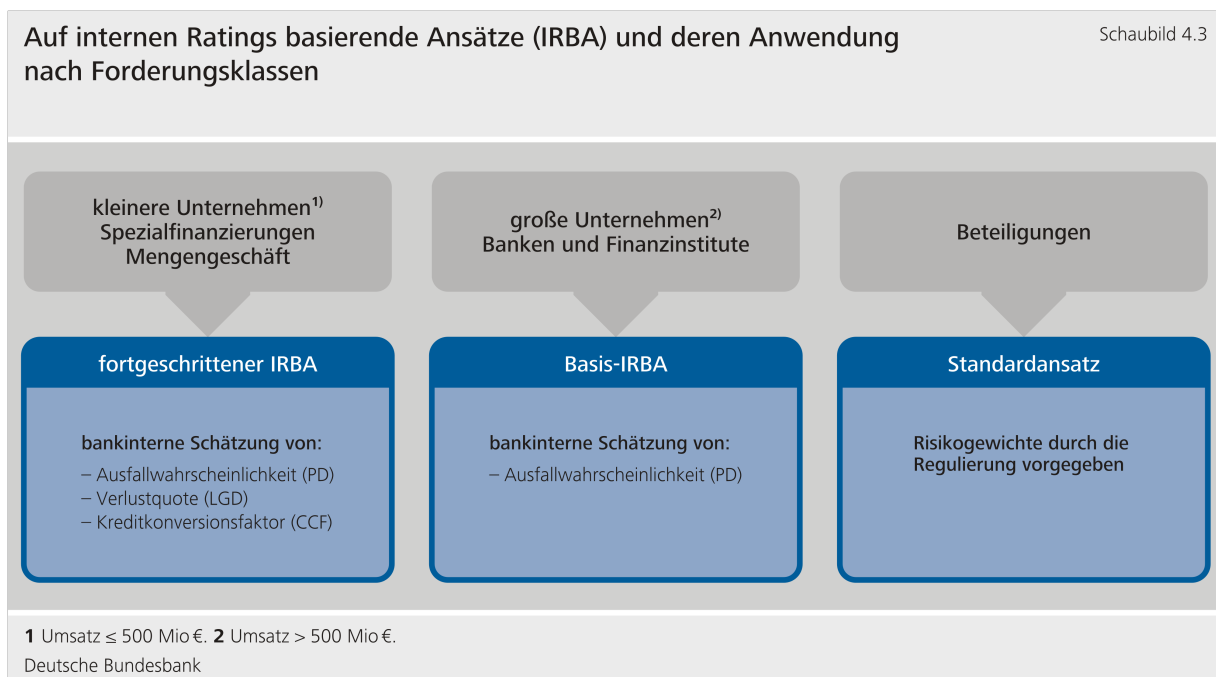 Auf internen Ratings basierende Ansätze (IRBA) und deren Anwendung
nach Forderungsklassen
Schaubild 4.3
kleinere Unternehmen¹⁾
Spezialfinanzierungen
Mengengeschäft
große Unternehmen²⁾
Banken und Finanzinstitute
Beteiligungen
fortgeschrittener IRBA
bankinterne Schätzung von:
– Ausfallwahrscheinlichkeit (PD)
– Verlustquote (LGD)
– Kreditkonversionsfaktor (CCF)
Basis-IRBA
bankinterne Schätzung von:
– Ausfallwahrscheinlichkeit (PD)
Standardansatz
Risikogewichte durch die
Regulierung vorgegeben
1 Umsatz ≤ 500 Mio €. 2 Umsatz > 500 Mio €.
Deutsche Bundesbank